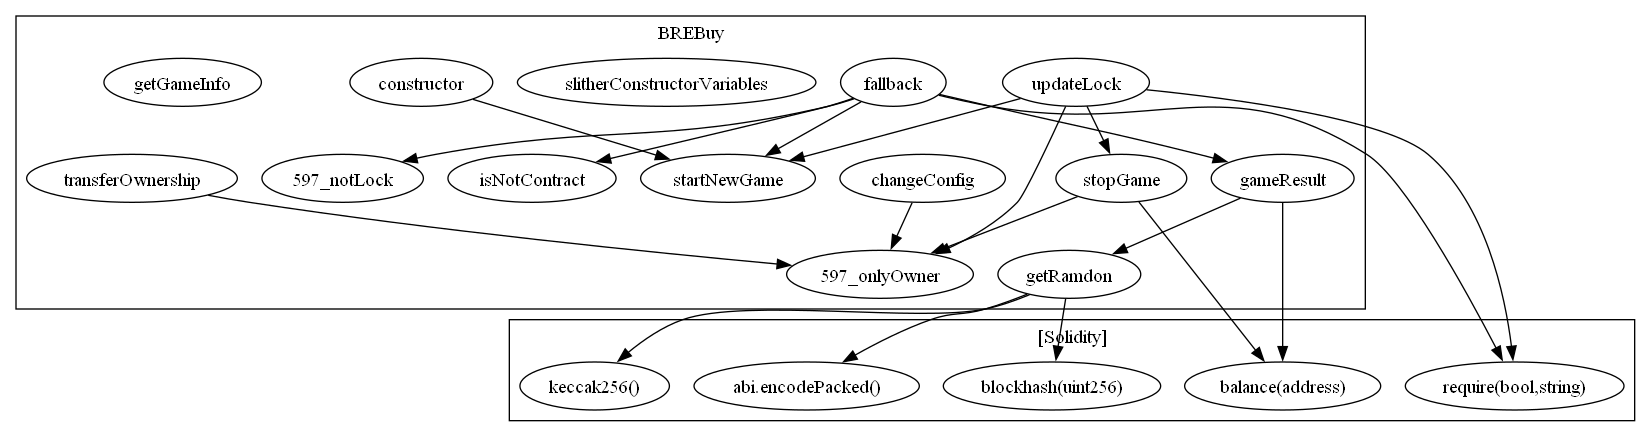 BREBuy
getGameInfo
constructor
slitherConstructorVariables
fallback
updateLock
transferOwnership
597_notLock
isNotContract
startNewGame
changeConfig
stopGame
gameResult
597_onlyOwner
getRamdon
[Solidity]
keccak256()
abi.encodePacked()
blockhash(uint256)
balance(address)
require(bool,string)